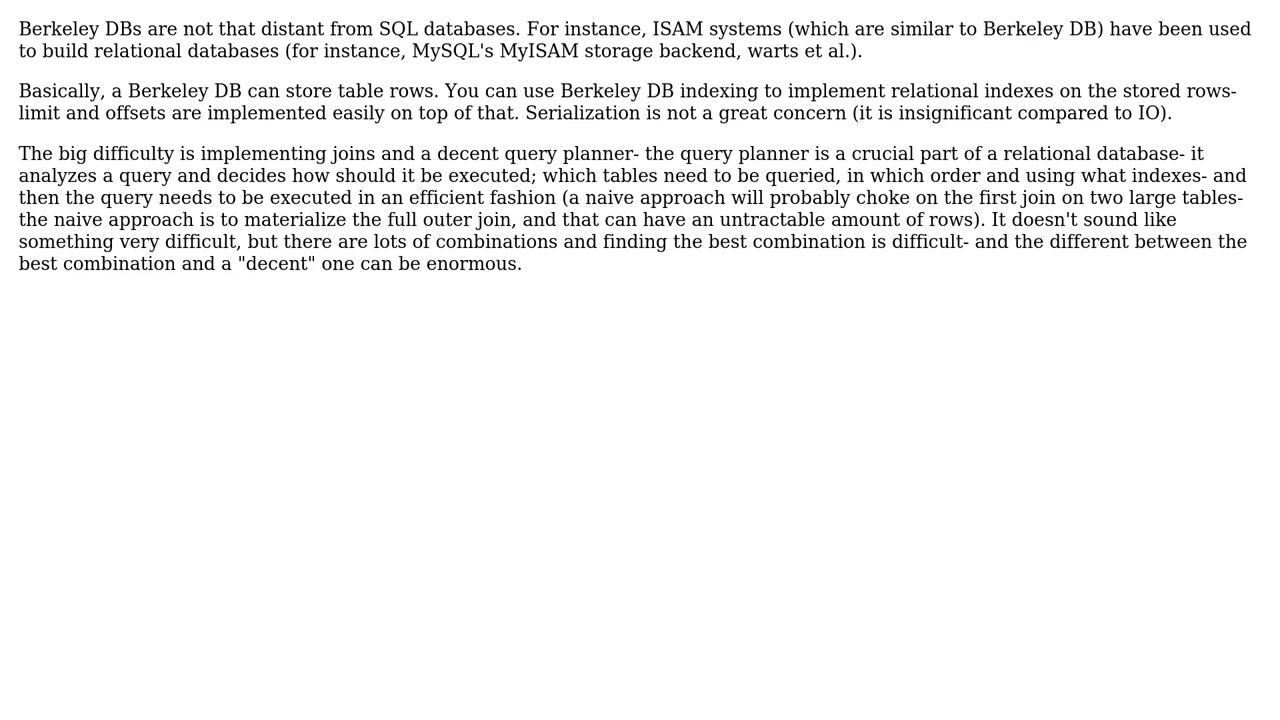 Berkeley DBs are not that distant from SQL databases. For instance, ISAM systems (which are similar to Berkeley DB) have been used
to build relational databases (for instance, MySQL's MyISAM storage backend, warts et al.).
Basically, a Berkeley DB can store table rows. You can use Berkeley DB indexing to implement relational indexes on the stored rows-
limit and offsets are implemented easily on top of that. Serialization is not a great concern (it is insignificant compared to IO).
The big difficulty is implementing joins and a decent query planner- the query planner is a crucial part of a relational database- it
analyzes a query and decides how should it be executed; which tables need to be queried, in which order and using what indexes- and
then the query needs to be executed in an efficient fashion (a naive approach will probably choke on the first join on two large tables-
the naive approach is to materialize the full outer join, and that can have an untractable amount of rows). It doesn't sound like
something very difficult, but there are lots of combinations and finding the best combination is difficult- and the different between the
best combination and a "decent" one can be enormous.